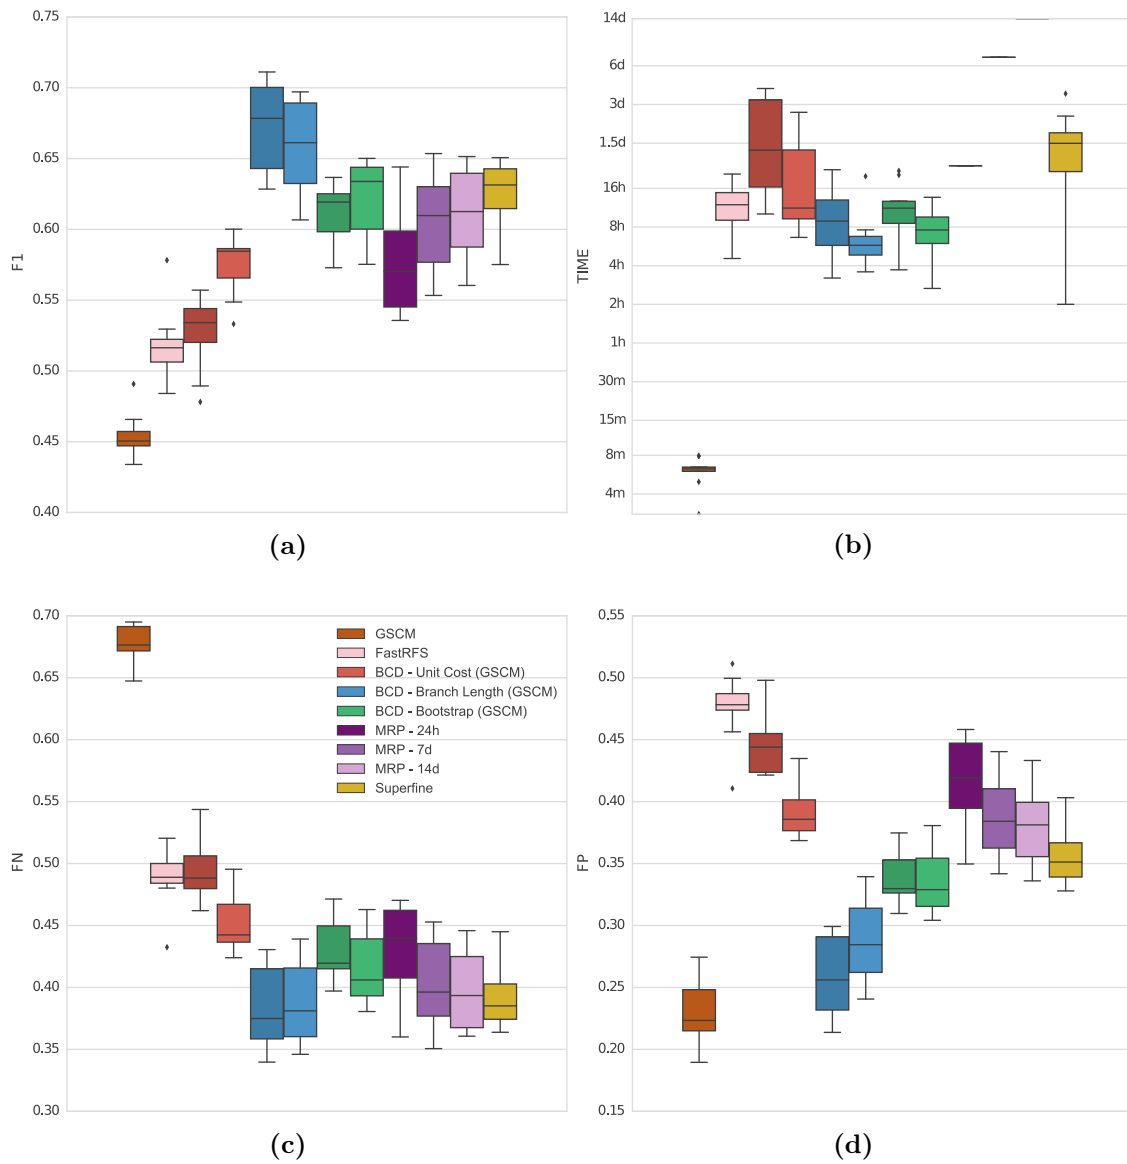 0.75
0.70
0.65
0.60
0.55
0.50
0.45
0.40
F1
(a)
14d
6d
3d
1.5d
16h
8h
4h
2h
1h
30m
15m
8m
4m
TIME
(b)
0.70
0.65
0.60
0.55
0.50
0.45
0.40
0.35
0.30
FN
GSCM
FastRFS
BCD - Unit Cost (GSCM)
BCD - Branch Length (GSCM)
BCD - Bootstrap (GSCM)
MRP - 24h
MRP - 7d
MRP - 14d
Superfine
(c)
0.55
0.50
0.45
0.40
0.35
0.30
0.25
0.20
0.15
FP
(d)